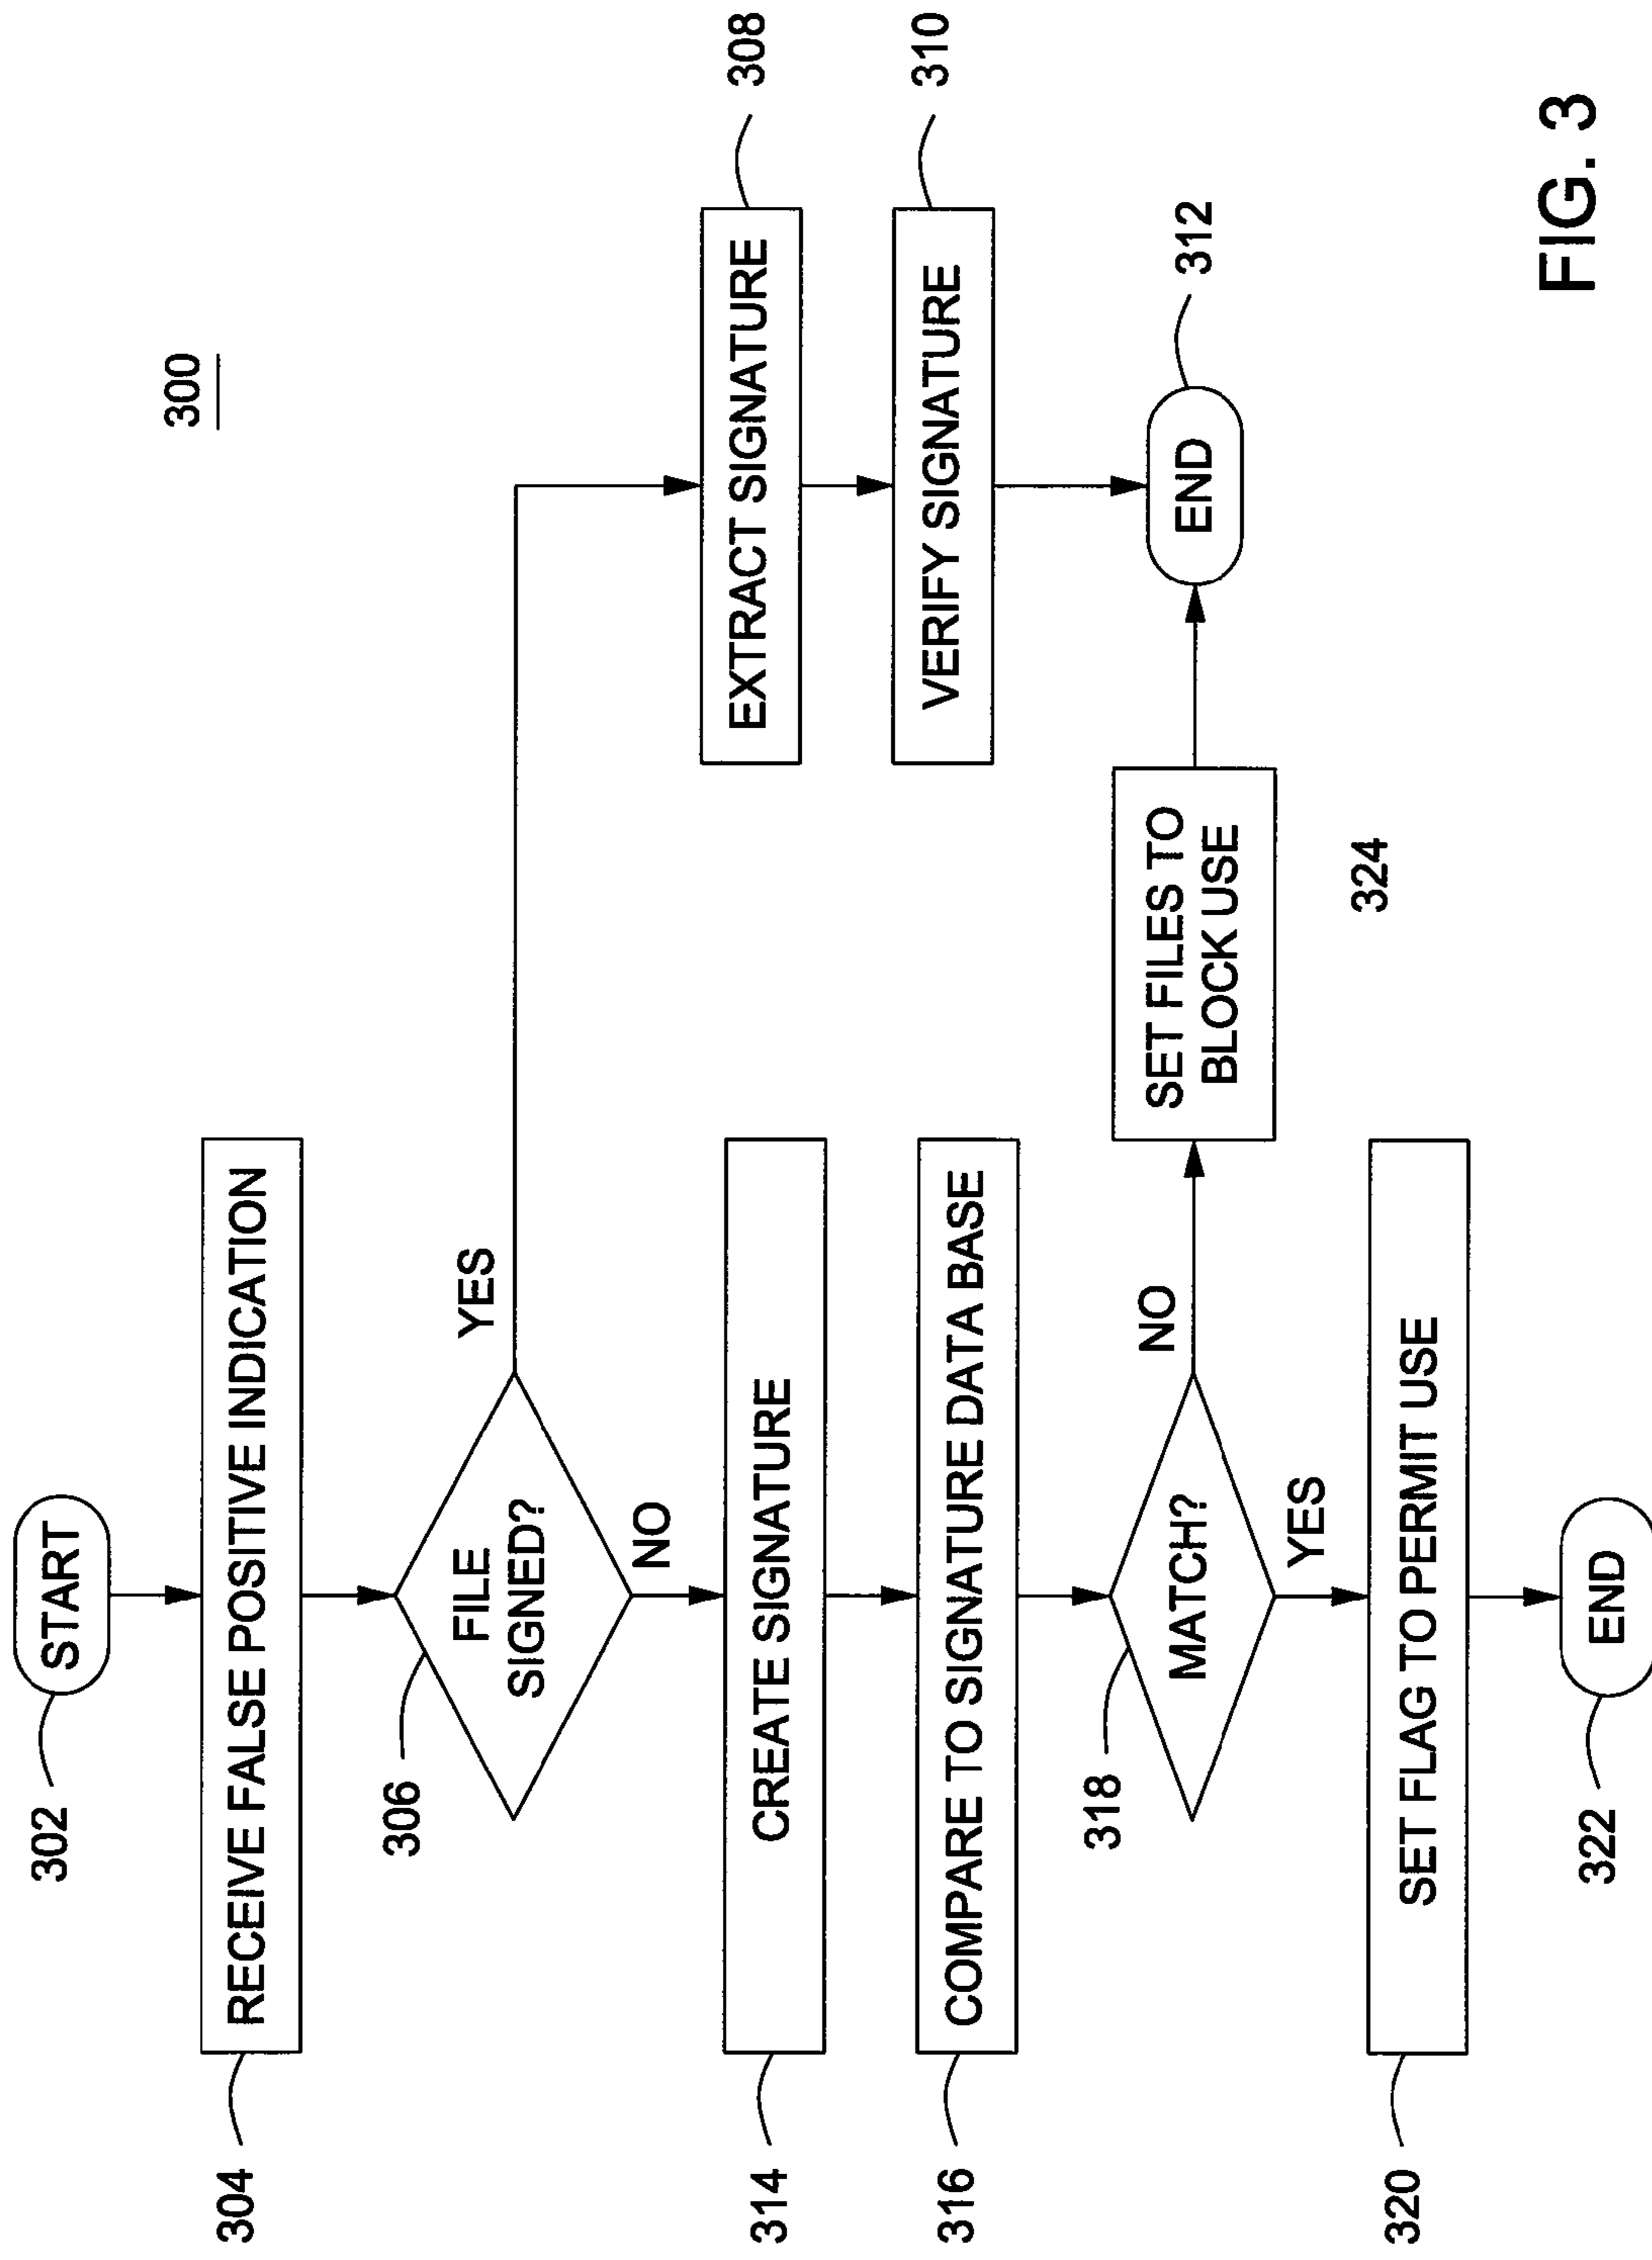 300
302
START
304
RECEIVE FALSE POSITIVE INDICATION
306
FILE
SIGNED?
YES
NO
308
EXTRACT SIGNATURE
310
VERIFY SIGNATURE
312
END
314
CREATE SIGNATURE
316
COMPARE TO SIGNATURE DATA BASE
318
MATCH?
NO
SET FILES TO
BLOCK USE
324
YES
320
SET FLAG TO PERMIT USE
322
END
FIG. 3